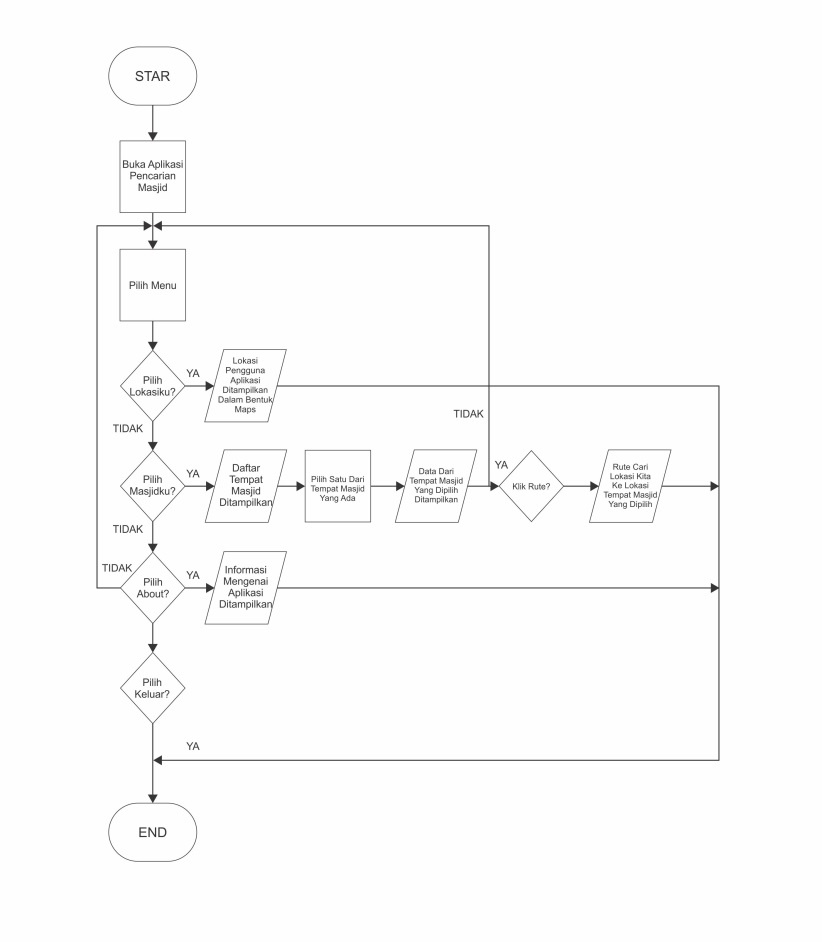 STAR
Buka Aplikasi
Pencarian
Masjid
Pilih Menu
Pilih
Lokasiku?
YA
Lokasi
Pengguna
Aplikasi
Ditampilkan
Dalam Bentuk
Maps
TIDAK
TIDAK
Pilih
Masjidku?
YA
Daftar
Tempat
Masjid
Ditampilkan
Pilih Satu Dari
Tempat Masjid
Yang Ada
Data Dari
Tempat Masjid
Yang Dipilih
Ditampilkan
YA
Klik Rute?
Rute Cari
Lokasi Kita
Ke Lokasi
Tempat Masjid
Yang Dipilih
TIDAK
TIDAK
Pilih
About?
YA
Informasi
Mengenai
Aplikasi
Ditampilkan
Pilih
Keluar?
YA
END